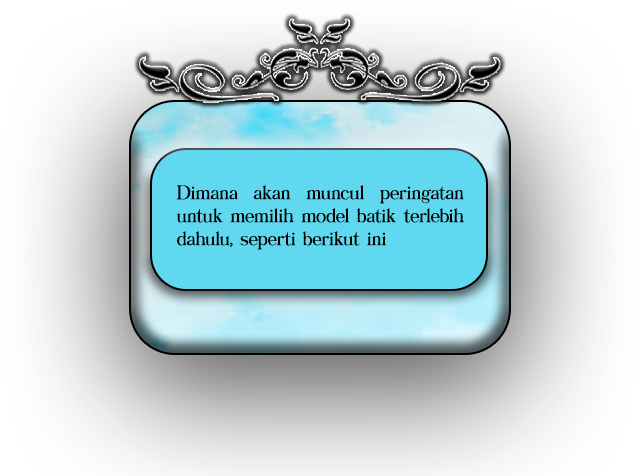 Dimana akan muncul peringatan
untuk memilih model batik terlebih
dahulu, seperti berikut ini